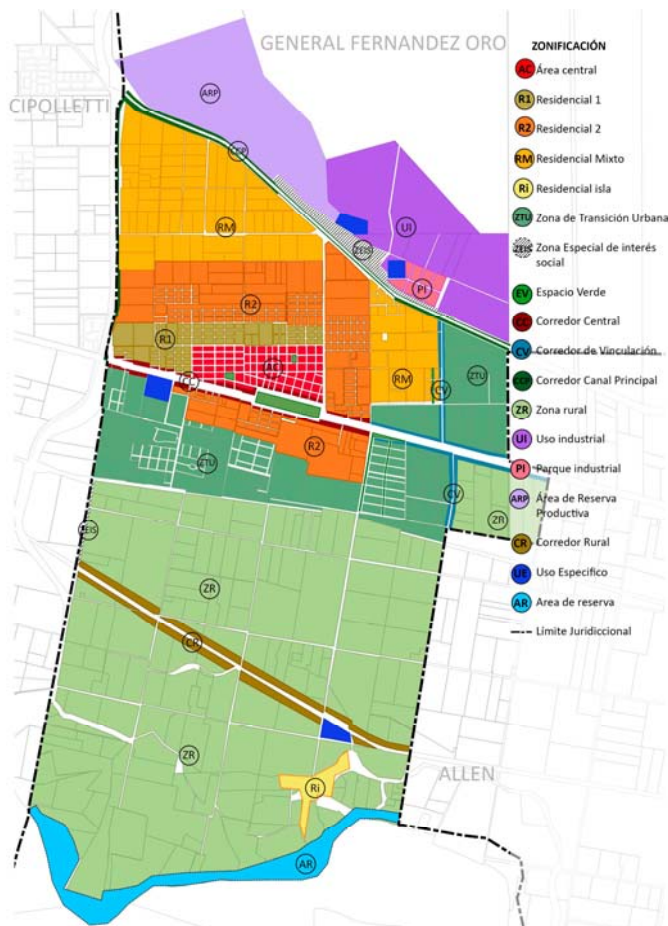 GENERAL FERNANDEZ ORO
CIPOLLETTI
ALLEN
ZONIFICACIÓN
AC Área central
R1 Residencial 1
R2 Residencial 2
RM Residencial Mixto
Ri Residencial isla
ZTU Zona de Transición Urbana
ZEIS Zona Especial de interés
social
EV Espacio Verde
CC Corredor Central
CV Corredor de Vinculación
CCP Corredor Canal Principal
ZR Zona rural
UI Uso industrial
PI Parque industrial
ARP Área de Reserva
Productiva
CR Corredor Rural
UE Uso Especifico
AR Area de reserva
Límite Juridiccional
ARP
CCP
UI
RM
ZEIS
PI
R2
R1
AC
RM
ZTU
CV
CC
R2
ZTU
CV
ZR
ZEIS
ZR
CR
ZR
Ri
AR